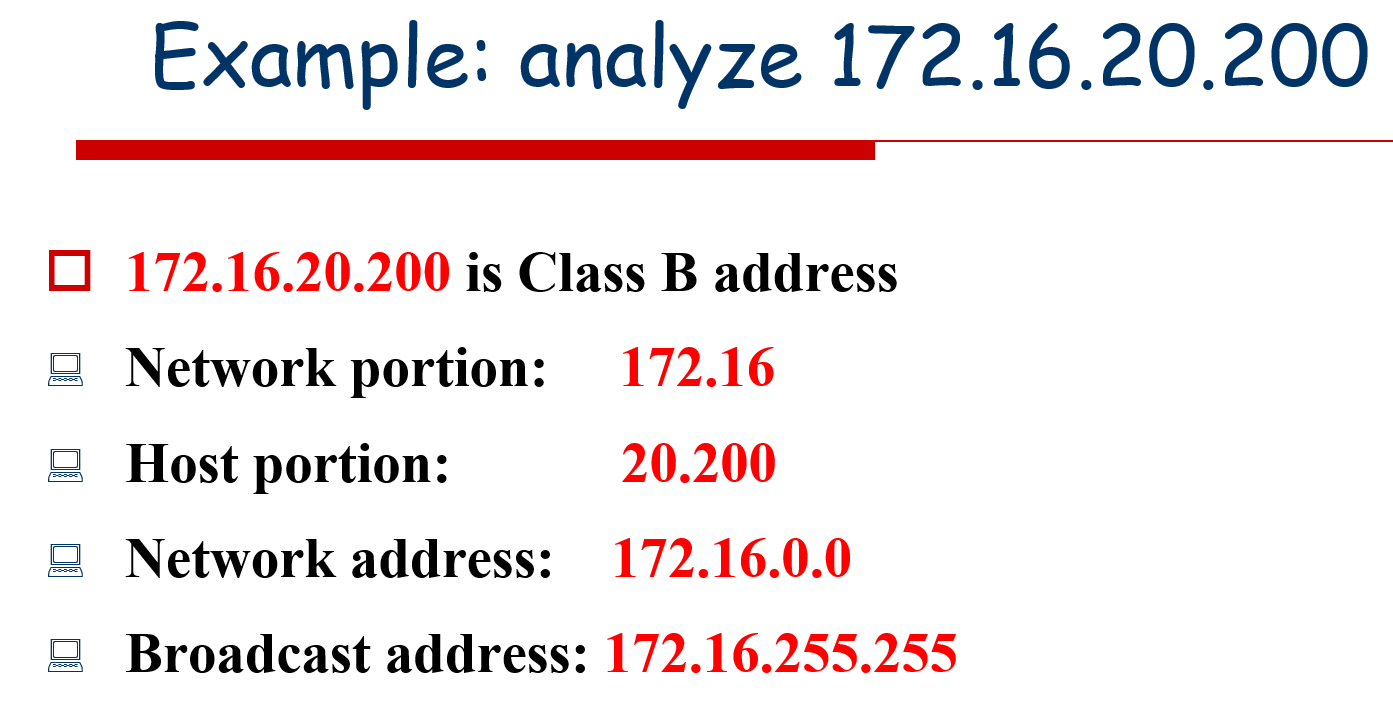 Example: analyze 172.16.20.200
172.16.20.200 is Class B address
Network portion: 172.16
Host portion: 20.200
Network address: 172.16.0.0
Broadcast address: 172.16.255.255